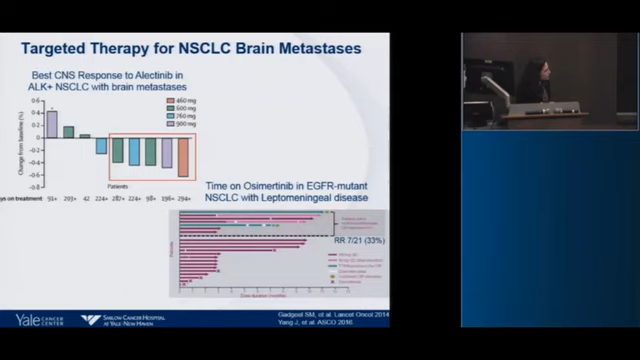 Targeted Therapy for NSCLC Brain Metastases
Best CNS Response to Alectinib in
ALK+ NSCLC with brain metastases
Change from baseline (%)
0·6
0·4
0·2
0
-0·2
-0·4
-0·6
-0·8
460 mg
600 mg
760 mg
900 mg
Patients
ys on treatment 91+ 203+ 42 224+ 287+ 224+ 98+ 196+ 294+
Time on Osimertinib in EGFR-mutant
NSCLC with Leptomeningeal disease
RR 7/21 (33%)
Patients
Gadgeel SM, et al. Lancet Oncol 2014
Yang J, et al. ASCO 2016
Yale CANCER CENTER
SMILOW CANCER HOSPITAL
AT YALE-NEW HAVEN